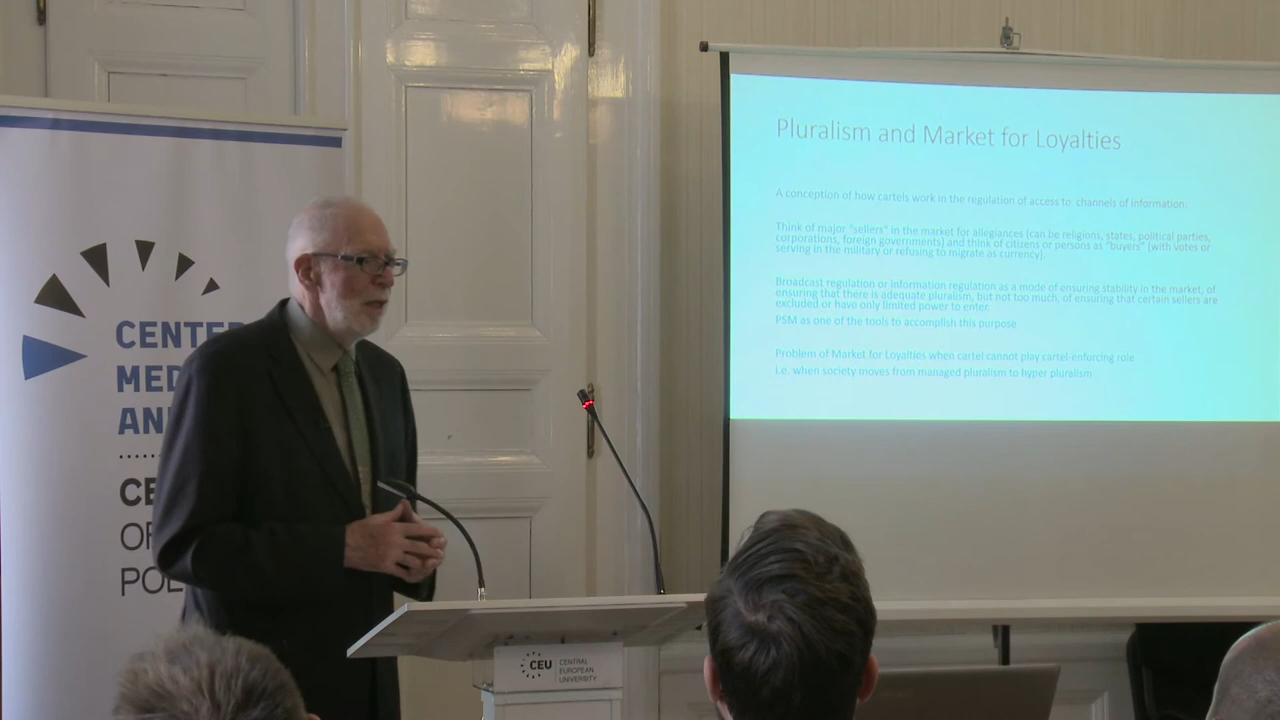 CENTE
MED
AN
CE
OF
POL
Pluralism and Market for Loyalties
A conception of how cartels work in the regulation of access to channels of information:
Think of major "sellers" in the market for allegiances (can be religions, states, political parties,
corporations, foreign governments) and think of citizens or persons as "buyers" (with votes or
serving in the military or refusing to migrate as currency).
Broadcast regulation or information regulation as a mode of ensuring stability in the market, of
ensuring that there is adequate pluralism, but not too much, of ensuring that certain sellers are
excluded or have only limited power to enter.
PSM as one of the tools to accomplish this purpose
Problem of Market for Loyalties when cartel cannot play cartel-enforcing role
I.e. when society moves from managed pluralism to hyper pluralism
CEU
CENTRAL
EUROPEAN
UNIVERSITY